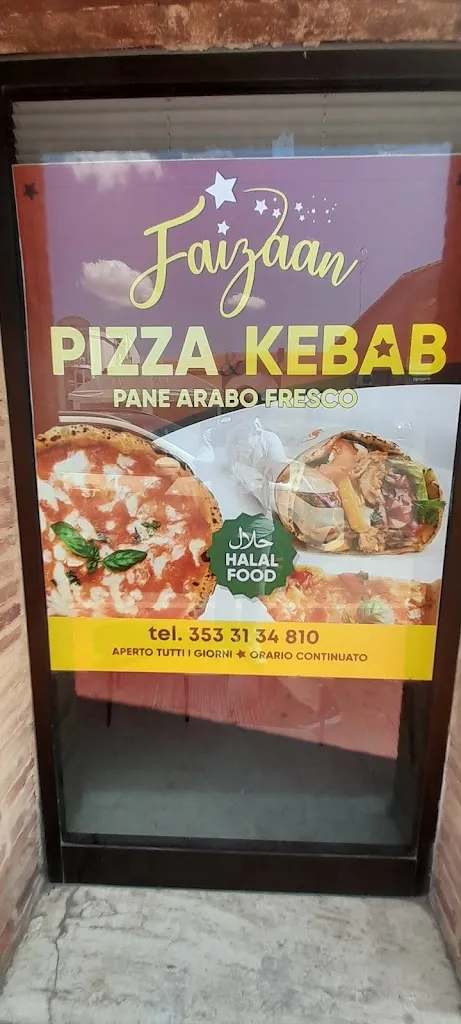 Faizaan
PIZZA & KEBAB
PANE ARABO FRESCO
حلال
HALAL
FOOD
tel. 353 31 34 810
APERTO TUTTI I GIORNI ★ ORARIO CONTINUATO